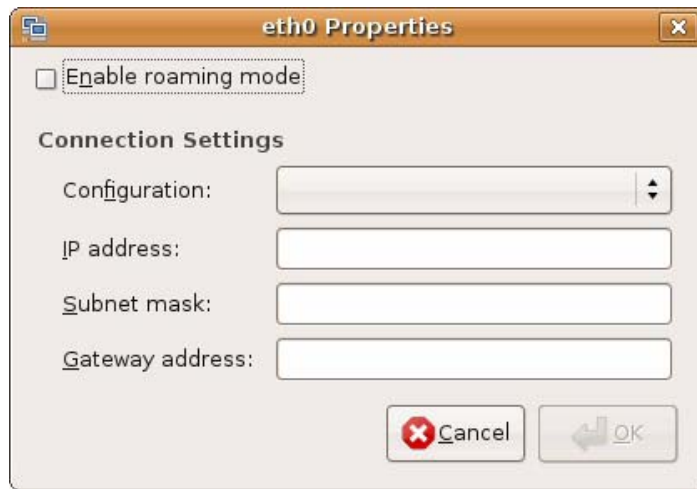 eth0 Properties
Enable roaming mode
Connection Settings
Configuration:
IP address:
Subnet mask:
Gateway address:
Cancel
OK